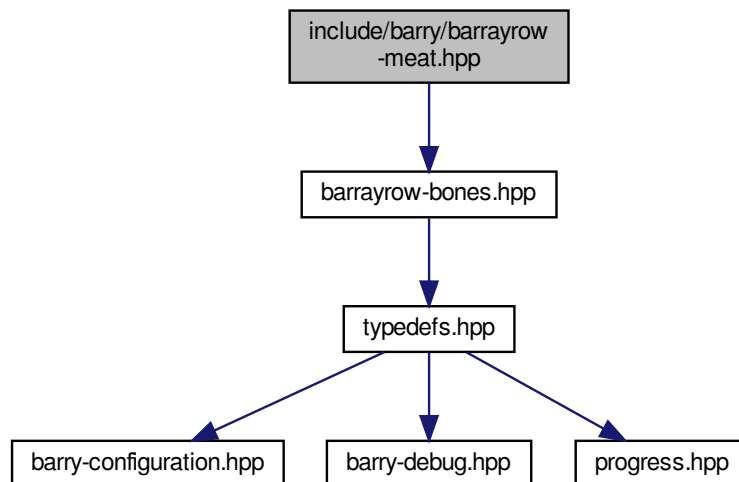 include/barry/barrayrow
-meat.hpp
barrayrow-bones.hpp
typedefs.hpp
barry-configuration.hpp
barry-debug.hpp
progress.hpp